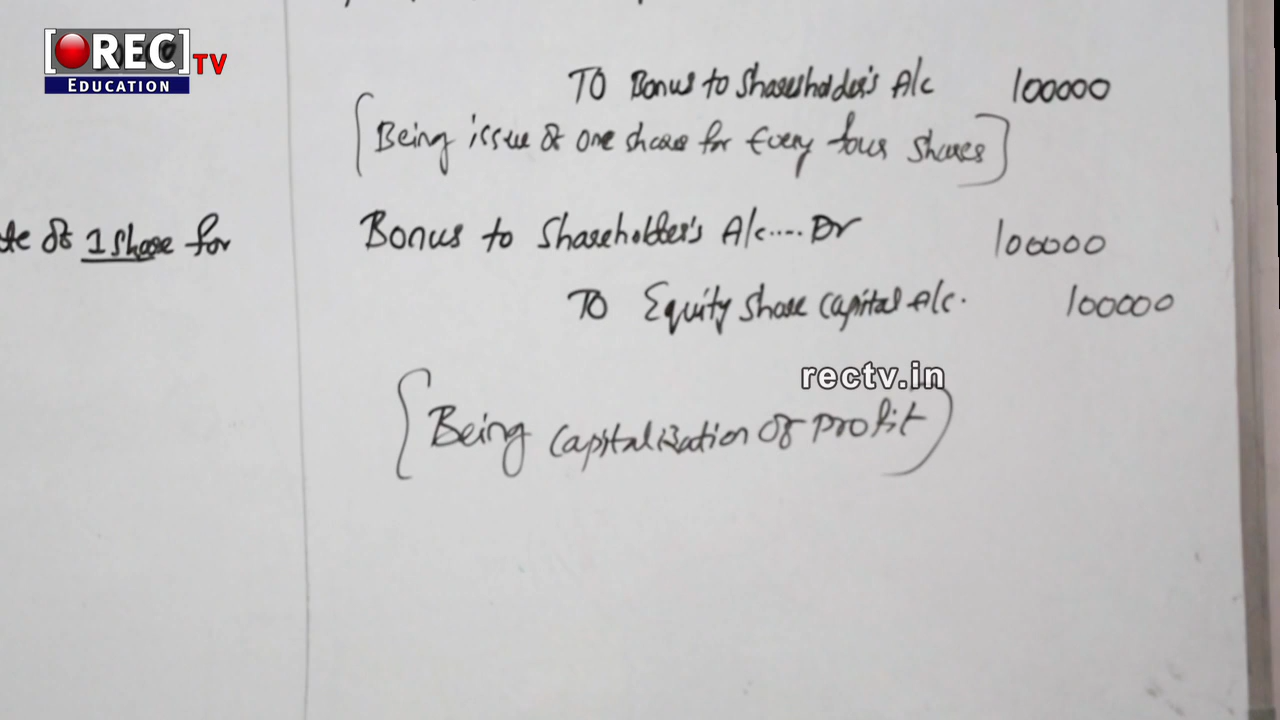 REC TV
EDUCATION
TO Bonus to Shareholder's A/c 100000
[Being issue of one share for Every four shares]
te of 1 Share for
Bonus to Shareholder's A/c.....Dr 100000
TO Equity Share capital A/c. 100000
rectv.in
(Being Capitalization of profit)